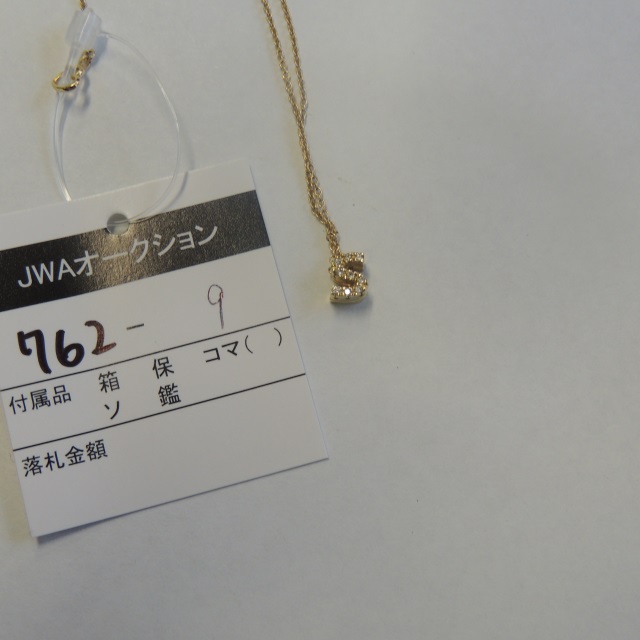 JWAオークション
762- 9
付属品 箱 保 コマ( )
ソ 鑑
落札金額